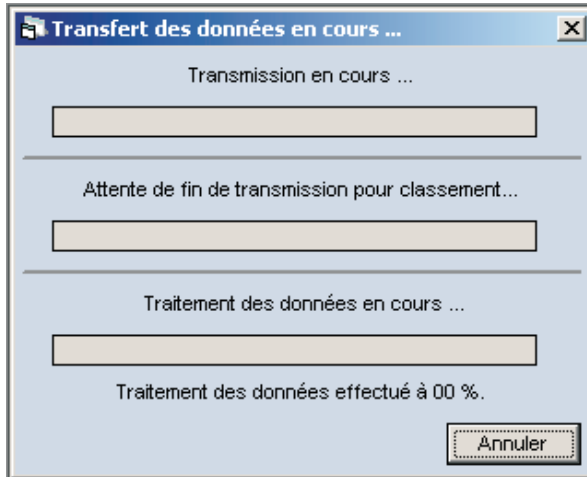 Transfert des données en cours ...
Transmission en cours ...
Attente de fin de transmission pour classement...
Traitement des données en cours ...
Traitement des données effectué à 00 %.
Annuler